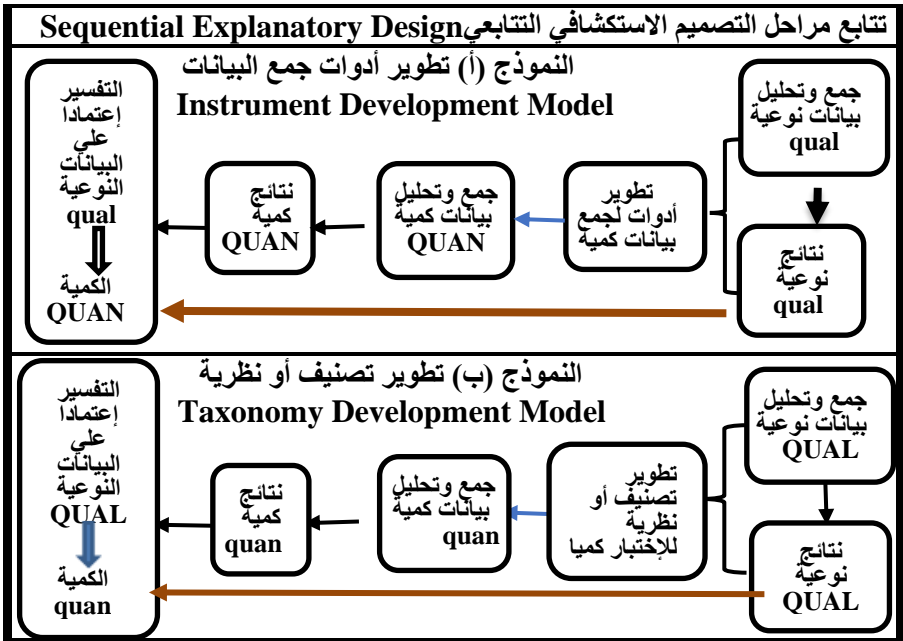 تتابع مراحل التصميم الاستكشافي التتابعيSequential Explanatory Design
النموذج (أ) تطوير أدوات جمع البيانات
Instrument Development Model
جمع وتحليل
بيانات نوعية
qual
نتائج
نوعية
qual
تطوير
أدوات لجمع
بيانات كمية
جمع وتحليل
بيانات كمية
QUAN
نتائج
كمية
QUAN
التفسير
إعتمادا
علي
البيانات
النوعية
qual
الكمية
QUAN
النموذج (ب) تطوير تصنيف أو نظرية
Taxonomy Development Model
جمع وتحليل
بيانات نوعية
QUAL
نتائج
نوعية
QUAL
تطوير
تصنيف أو
نظرية
للإختبار كميا
جمع وتحليل
بيانات كمية
quan
نتائج
كمية
quan
التفسير
إعتمادا
علي
البيانات
النوعية
QUAL
الكمية
quan